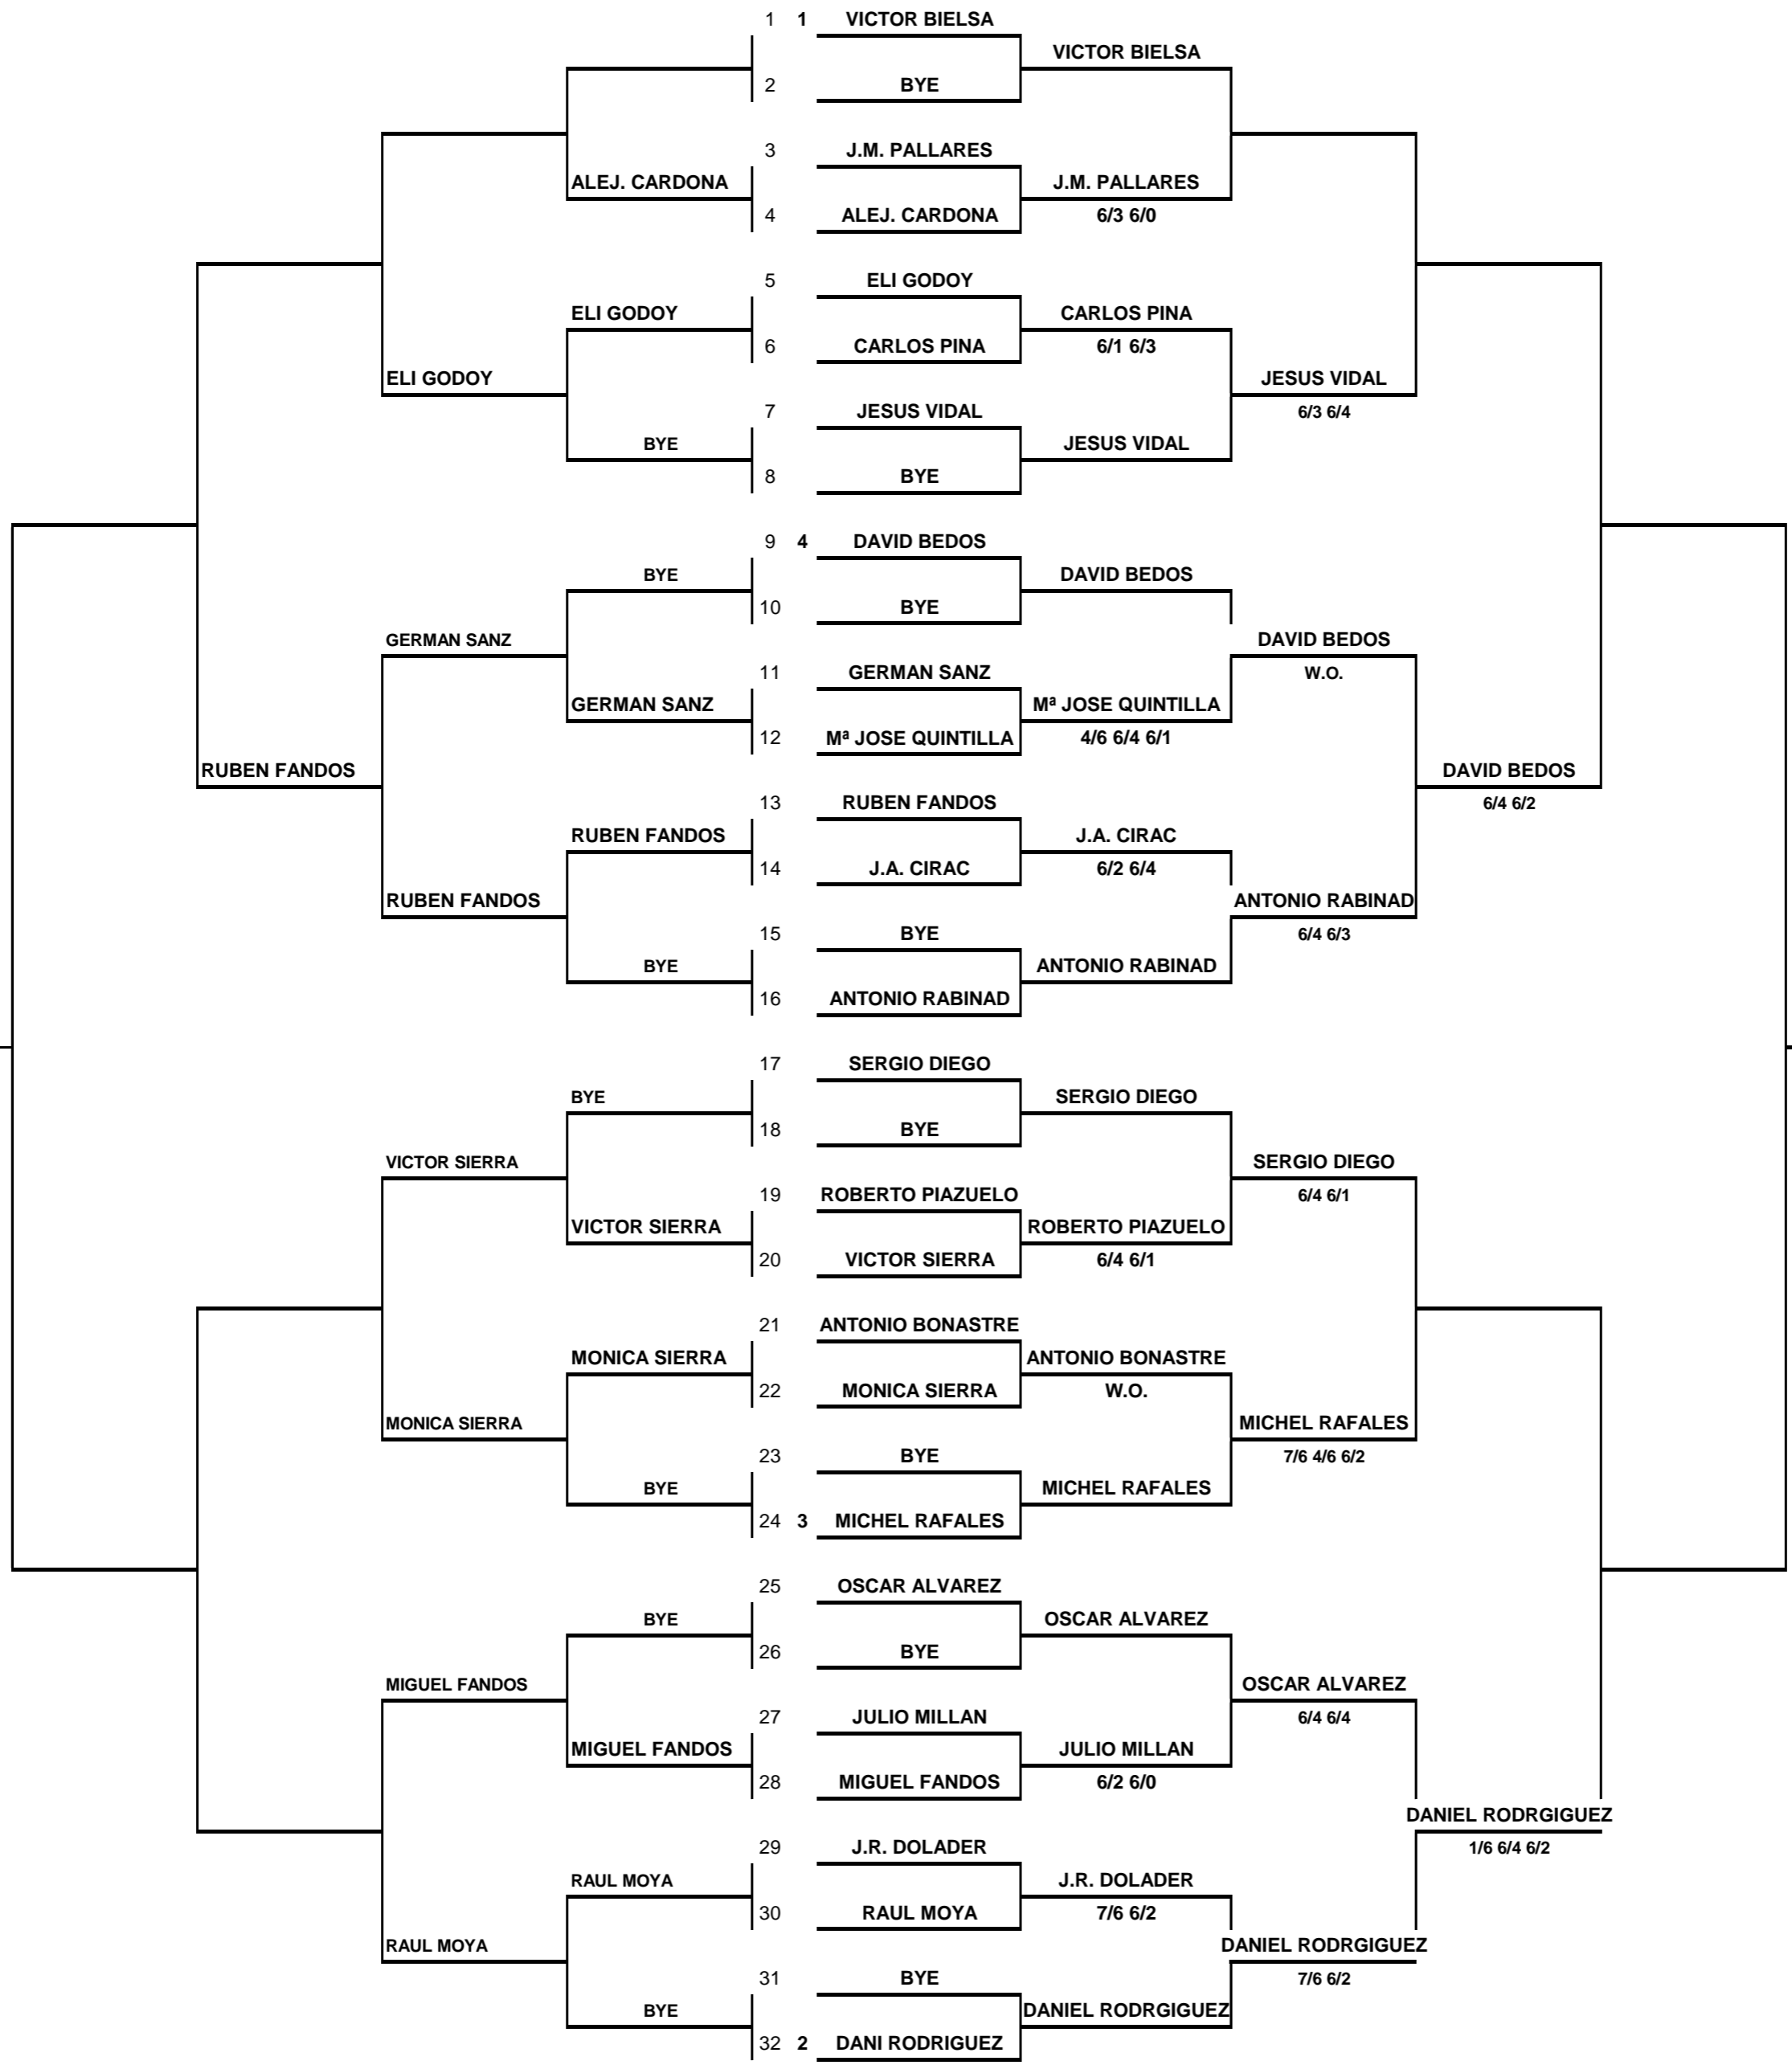 1 1 VICTOR BIELSA
VICTOR BIELSA
2 BYE
3 J.M. PALLARES
ALEJ. CARDONA J.M. PALLARES
4 ALEJ. CARDONA 6/3 6/0
5 ELI GODOY
ELI GODOY CARLOS PINA
6 CARLOS PINA 6/1 6/3
ELI GODOY JESUS VIDAL
7 JESUS VIDAL 6/3 6/4
BYE JESUS VIDAL
8 BYE
9 4 DAVID BEDOS
BYE DAVID BEDOS
10 BYE
GERMAN SANZ DAVID BEDOS
11 GERMAN SANZ W.O.
GERMAN SANZ Mª JOSE QUINTILLA
12 Mª JOSE QUINTILLA 4/6 6/4 6/1
RUBEN FANDOS DAVID BEDOS
13 RUBEN FANDOS 6/4 6/2
RUBEN FANDOS J.A. CIRAC
14 J.A. CIRAC 6/2 6/4
RUBEN FANDOS ANTONIO RABINAD
15 BYE 6/4 6/3
BYE ANTONIO RABINAD
16 ANTONIO RABINAD
17 SERGIO DIEGO
BYE SERGIO DIEGO
18 BYE
VICTOR SIERRA SERGIO DIEGO
19 ROBERTO PIAZUELO 6/4 6/1
VICTOR SIERRA ROBERTO PIAZUELO
20 VICTOR SIERRA 6/4 6/1
21 ANTONIO BONASTRE
MONICA SIERRA ANTONIO BONASTRE
22 MONICA SIERRA W.O.
MONICA SIERRA MICHEL RAFALES
23 BYE 7/6 4/6 6/2
BYE MICHEL RAFALES
24 3 MICHEL RAFALES
25 OSCAR ALVAREZ
BYE OSCAR ALVAREZ
26 BYE
MIGUEL FANDOS OSCAR ALVAREZ
27 JULIO MILLAN 6/4 6/4
MIGUEL FANDOS JULIO MILLAN
28 MIGUEL FANDOS 6/2 6/0
DANIEL RODRGIGUEZ
29 J.R. DOLADER 1/6 6/4 6/2
RAUL MOYA J.R. DOLADER
30 RAUL MOYA 7/6 6/2
RAUL MOYA DANIEL RODRGIGUEZ
31 BYE 7/6 6/2
BYE DANIEL RODRGIGUEZ
32 2 DANI RODRIGUEZ